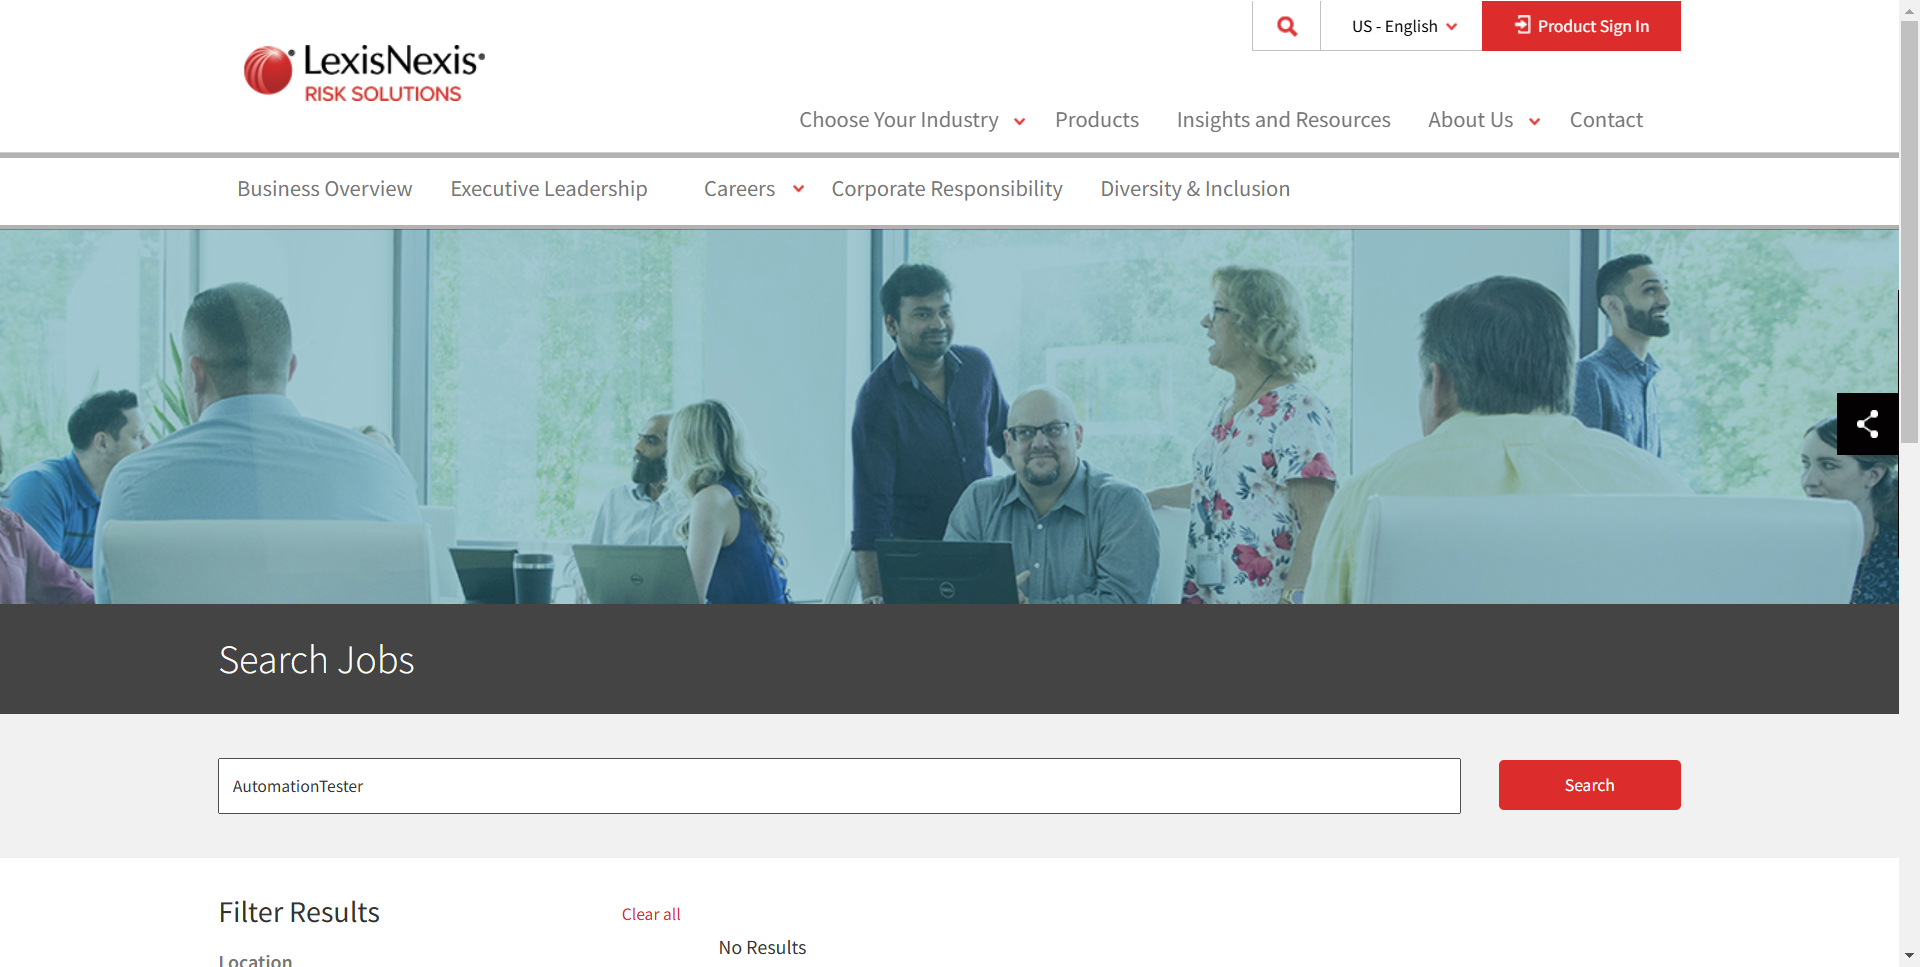 US - English
Product Sign In
LexisNexis
RISK SOLUTIONS
Choose Your Industry
Products
Insights and Resources
About Us
Contact
Business Overview
Executive Leadership
Careers
Corporate Responsibility
Diversity & Inclusion
DELL
DELL
Search Jobs
AutomationTester
Search
Filter Results
Clear all
No Results
Location